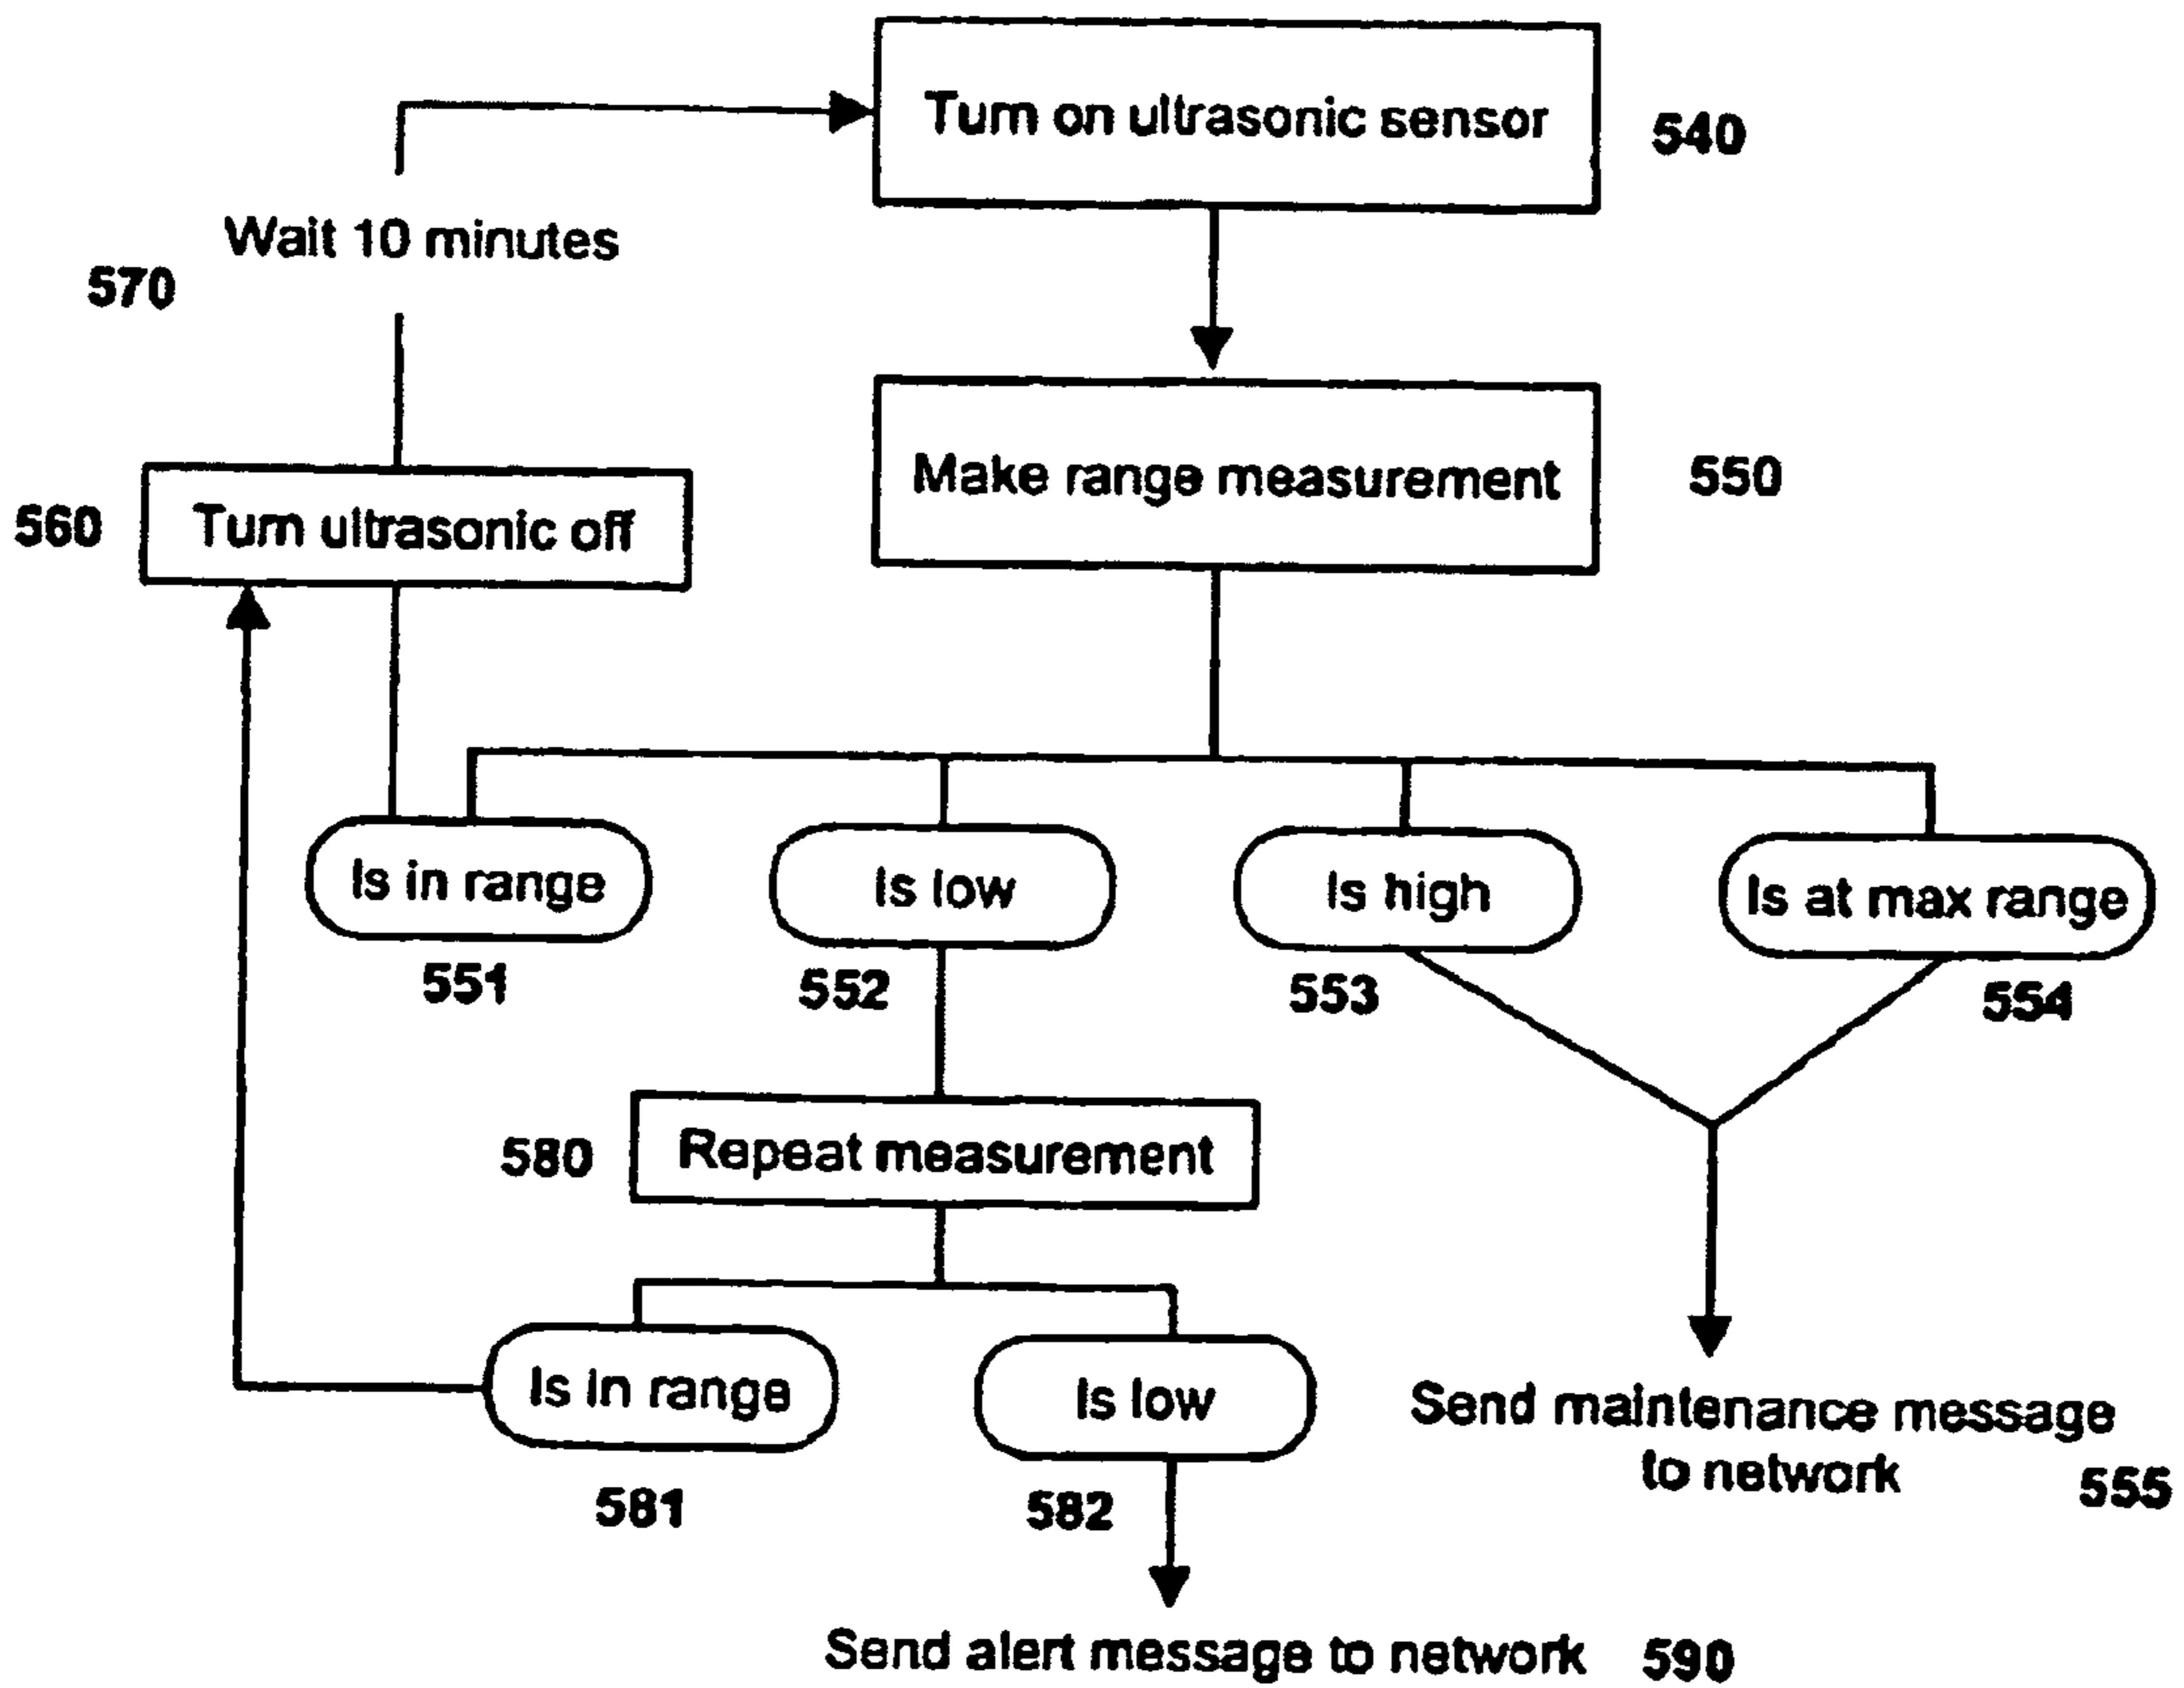 Turn on ultrasonic sensor
540
Wait 10 minutes
570
Make range measurement
550
560
Turn ultrasonic off
Is in range
Is low
Is high
Is at max range
551
552
553
554
580
Repeat measurement
Is in range
Is low
Send maintenance message
to network
555
581
582
Send alert message to network
590